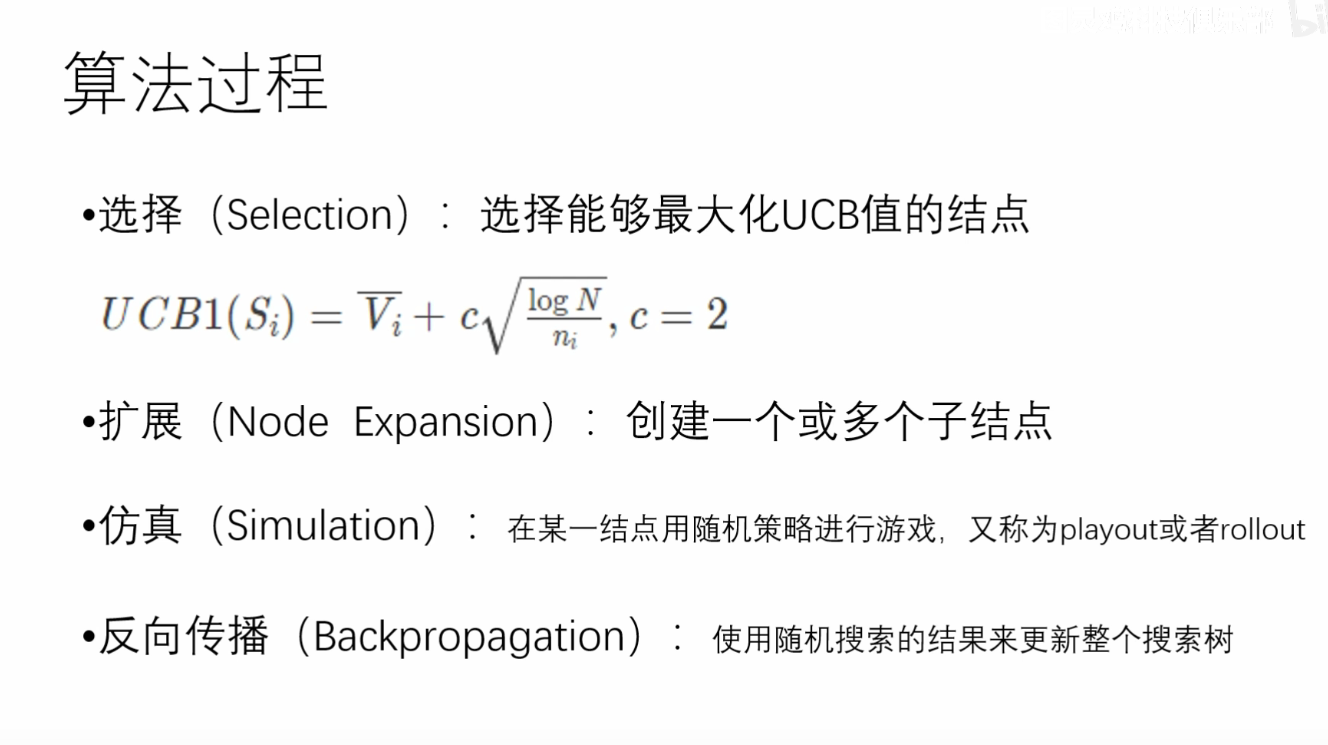 算法过程
•选择（Selection）：选择能够最大化UCB值的结点
UCB1(S_i) = \overline{V_i} + c\sqrt{\frac{\log N}{n_i}}, c = 2
•扩展（Node Expansion）：创建一个或多个子结点
•仿真（Simulation）：在某一结点用随机策略进行游戏，又称为playout或者rollout
•反向传播（Backpropagation）：使用随机搜索的结果来更新整个搜索树